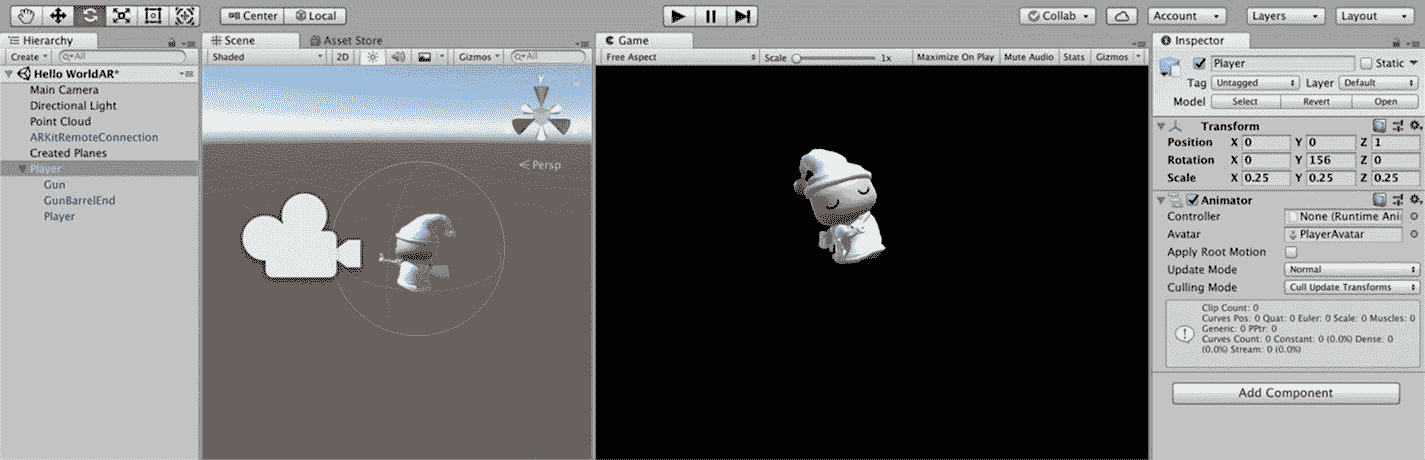 Center Local Collab Account Layers Layout
Hierarchy
Create All
Hello WorldAR*
Main Camera
Directional Light
Point Cloud
ARKitRemoteConnection
Created Planes
Player
Gun
GunBarrelEnd
Player
Scene Asset Store
Shaded 2D Gizmos All
y
Persp
Game
Free Aspect Scale 1x Maximize On Play Mute Audio Stats Gizmos
Inspector
Player Static
Tag Untagged Layer Default
Model Select Revert Open
Transform
Position X 0 Y 0 Z 1
Rotation X 0 Y 156 Z 0
Scale X 0.25 Y 0.25 Z 0.25
Animator
Controller None (Runtime Ani
Avatar PlayerAvatar
Apply Root Motion
Update Mode Normal
Culling Mode Cull Update Transforms
Clip Count: 0
Curves Pos: 0 Quat: 0 Euler: 0 Scale: 0 Muscles: 0
Generic: 0 PPtr: 0
Curves Count: 0 Constant: 0 (0.0%) Dense: 0
(0.0%) Stream: 0 (0.0%)
Add Component